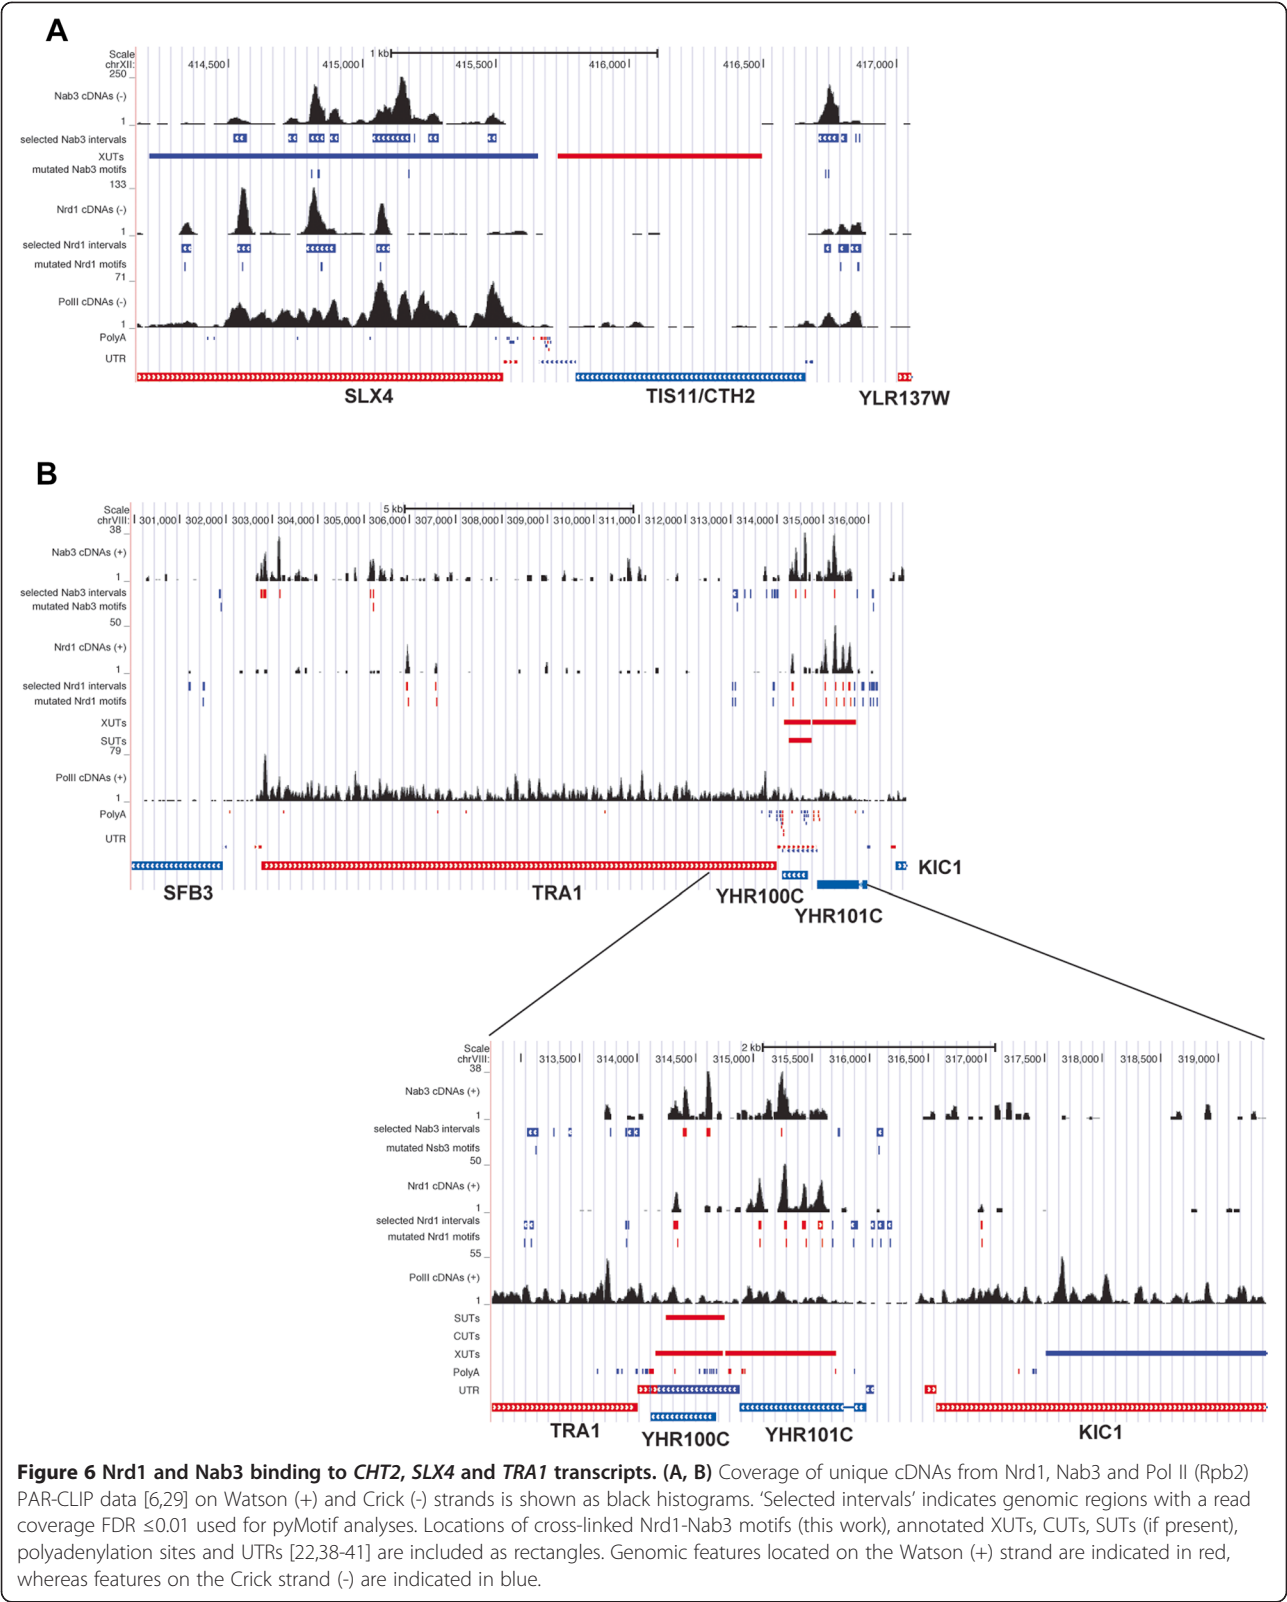 A
Scale
1 kb
chrXII:
414,500
415,000
415,500
416,000
416,500
417,000
250
Nab3 cDNAs (-)
1
selected Nab3 intervals
XUTs
mutated Nab3 motifs
133
Nrd1 cDNAs (-)
1
selected Nrd1 intervals
mutated Nrd1 motifs
71
PolII cDNAs (-)
1
PolyA
UTR
SLX4
TIS11/CTH2
YLR137W
B
Scale
5 kb
chrVIII:
301,000
302,000
303,000
304,000
305,000
306,000
307,000
308,000
309,000
310,000
311,000
312,000
313,000
314,000
315,000
316,000
38
Nab3 cDNAs (+)
1
selected Nab3 intervals
mutated Nab3 motifs
50
Nrd1 cDNAs (+)
1
selected Nrd1 intervals
mutated Nrd1 motifs
XUTs
SUTs
79
PolII cDNAs (+)
1
PolyA
UTR
SFB3
TRA1
YHR100C
YHR101C
KIC1
Scale
2 kb
chrVIII:
313,500
314,000
314,500
315,000
315,500
316,000
316,500
317,000
317,500
318,000
318,500
319,000
38
Nab3 cDNAs (+)
1
selected Nab3 intervals
mutated Nsb3 motifs
50
Nrd1 cDNAs (+)
1
selected Nrd1 intervals
mutated Nrd1 motifs
55
PolII cDNAs (+)
1
SUTs
CUTs
XUTs
PolyA
UTR
TRA1
YHR100C
YHR101C
KIC1
Figure 6 Nrd1 and Nab3 binding to CHT2, SLX4 and TRA1 transcripts. (A, B) Coverage of unique cDNAs from Nrd1, Nab3 and Pol II (Rpb2)
PAR-CLIP data [6,29] on Watson (+) and Crick (-) strands is shown as black histograms. ‘Selected intervals’ indicates genomic regions with a read
coverage FDR ≤0.01 used for pyMotif analyses. Locations of cross-linked Nrd1-Nab3 motifs (this work), annotated XUTs, CUTs, SUTs (if present),
polyadenylation sites and UTRs [22,38-41] are included as rectangles. Genomic features located on the Watson (+) strand are indicated in red,
whereas features on the Crick strand (-) are indicated in blue.